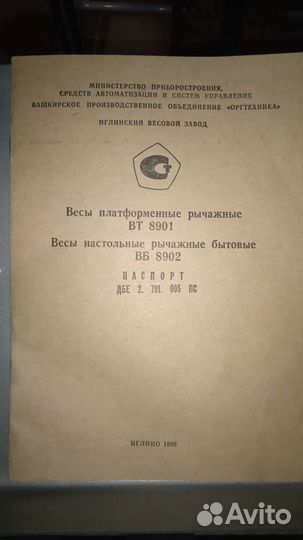 МИНИСТЕРСТВО ПРИБОРОСТРОЕНИЯ,
СРЕДСТВ АВТОМАТИЗАЦИИ И СИСТЕМ УПРАВЛЕНИЯ
БАШКИРСКОЕ ПРОИЗВОДСТВЕННОЕ ОБЪЕДИНЕНИЕ «ОРГТЕХНИКА»
ИГЛИНСКИЙ ВЕСОВОЙ ЗАВОД
Весы платформенные рычажные
ВТ 8901
Весы настольные рычажные бытовые
ВБ 8902
ПАСПОРТ
ДБЕ 2. 791. 005 ПС
ИГЛИНО 1990
Avito